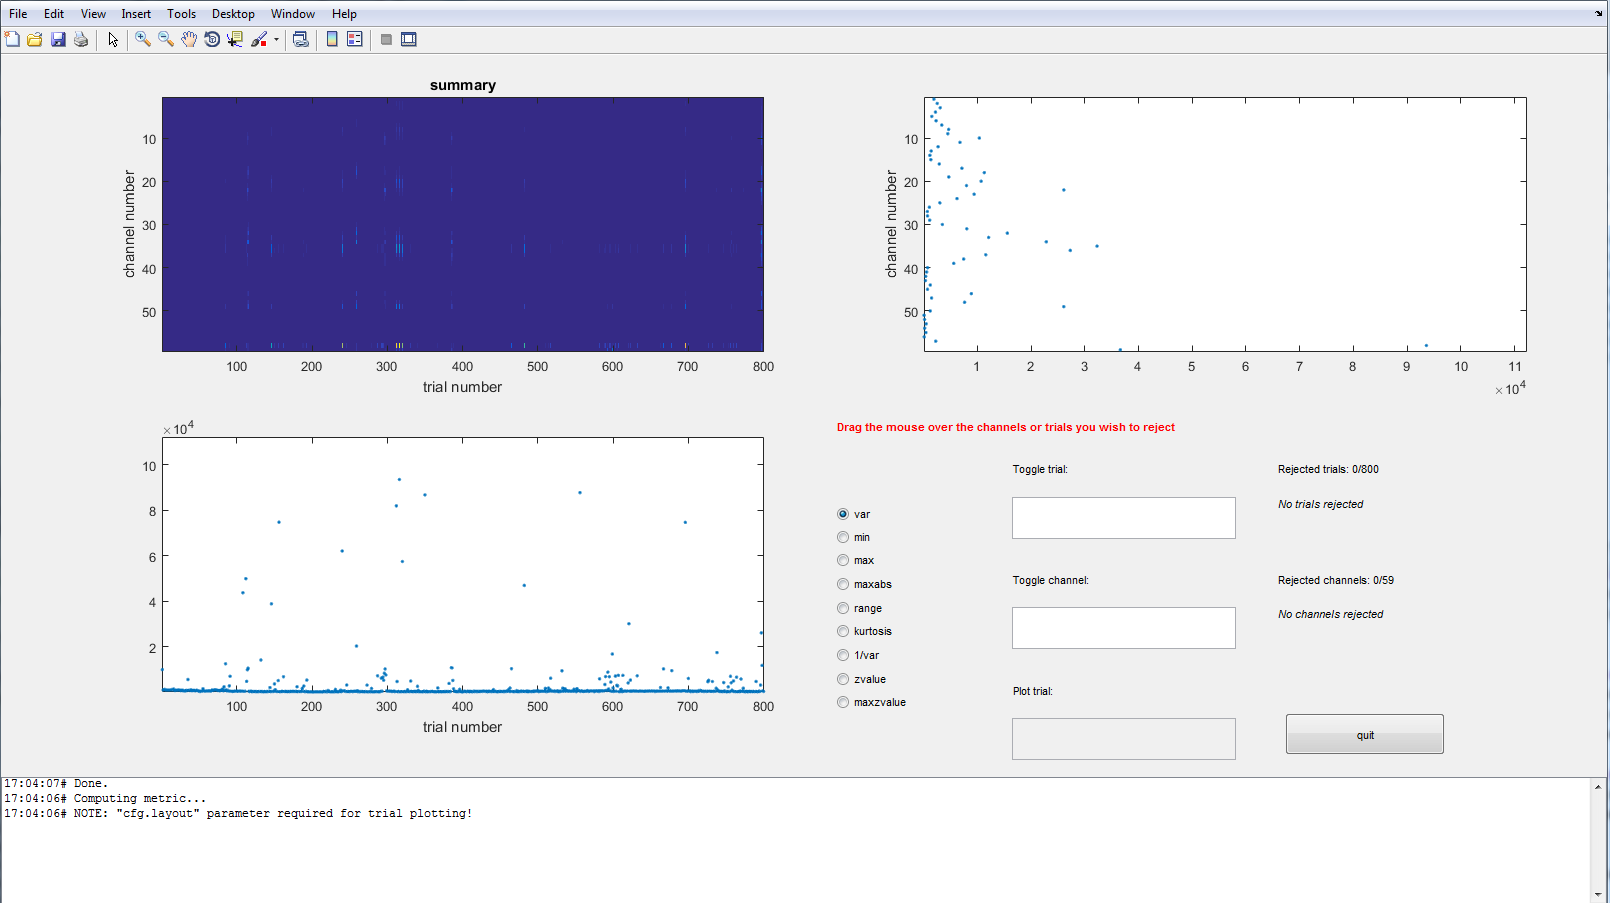 File Edit View Insert Tools Desktop Window Help
summary
channel number
10
20
30
40
50
100 200 300 400 500 600 700 800
trial number
channel number
10
20
30
40
50
1 2 3 4 5 6 7 8 9 10 11
×10^4
×10^4
10
8
6
4
2
100 200 300 400 500 600 700 800
trial number
Drag the mouse over the channels or trials you wish to reject
var
min
max
maxabs
range
kurtosis
1/var
zvalue
maxzvalue
Toggle trial:
Rejected trials: 0/800
No trials rejected
Toggle channel:
Rejected channels: 0/59
No channels rejected
Plot trial:
quit
17:04:07# Done.
17:04:06# Computing metric...
17:04:06# NOTE: "cfg.layout" parameter required for trial plotting!